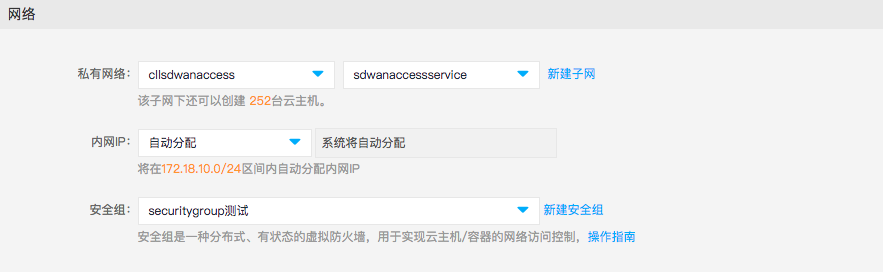 网络
私有网络： cllsdwanaccess sdwanaccessservice 新建子网
该子网下还可以创建 252台云主机。
内网IP： 自动分配 系统将自动分配
将在172.18.10.0/24区间内自动分配内网IP
安全组： securitygroup测试 新建安全组
安全组是一种分布式、有状态的虚拟防火墙，用于实现云主机/容器的网络访问控制，操作指南